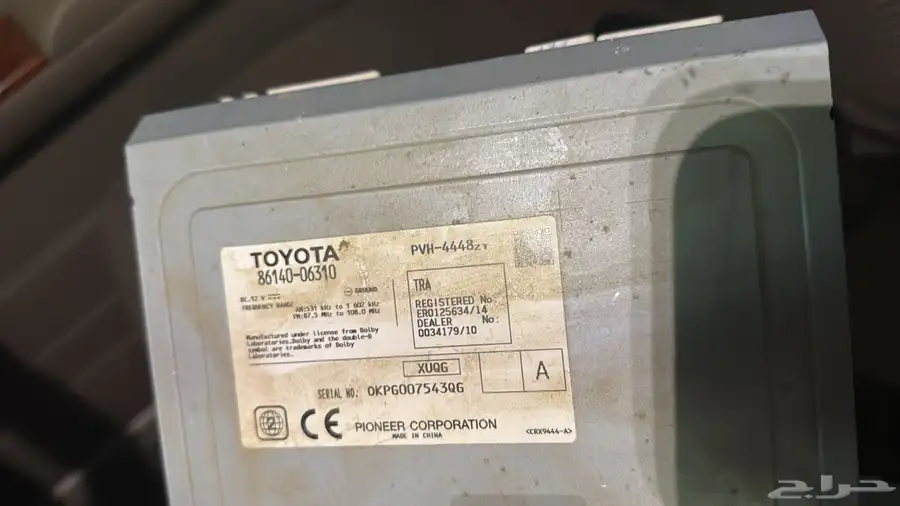 TOYOTA
86140-06310
PVH-4448ZT
DC.12 V
GROUND
FREQUENCY RANGE
AM:531 kHz to 1 602 kHz
FM:87.5 MHz to 108.0 MHz
Manufactured under license from Dolby
Laboratories.Dolby and the double-D
symbol are trademarks of Dolby
Laboratories.
TRA
REGISTERED No:
ER0125634/14
DEALER No:
0034179/10
XUQG
A
SERIAL NO: OKPG007543QG
2
CE
PIONEER CORPORATION
MADE IN CHINA
<CRX9444-A>
حراج